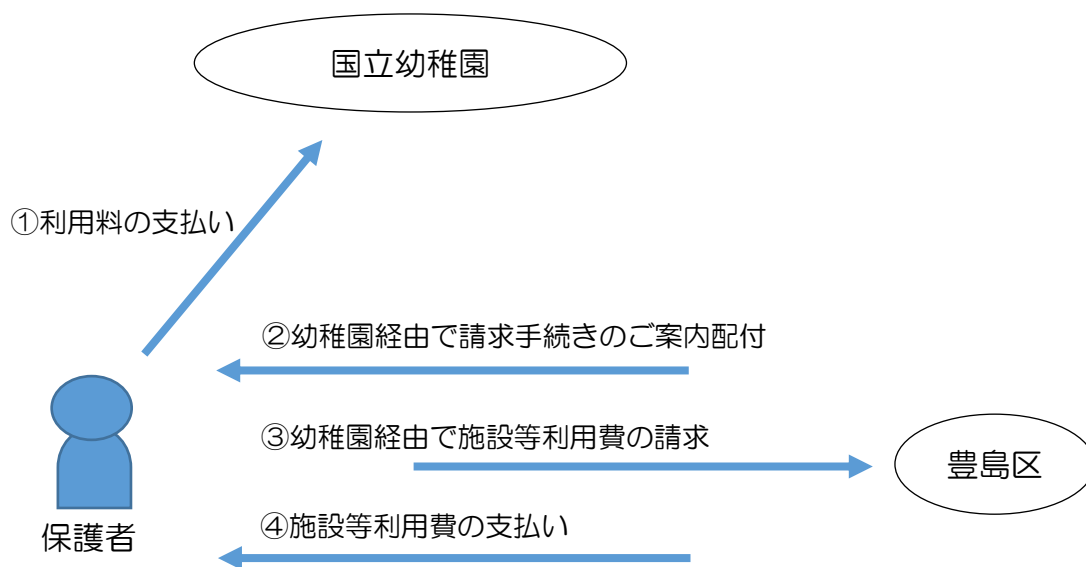 国立幼稚園
①利用料の支払い
②幼稚園経由で請求手続きのご案内配付
③幼稚園経由で施設等利用費の請求
豊島区
④施設等利用費の支払い
保護者